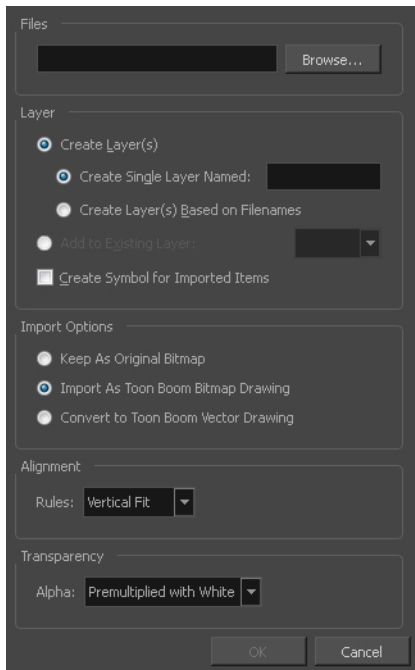 Files
Browse...
Layer
Create Layer(s)
Create Single Layer Named:
Create Layer(s) Based on Filenames
Add to Existing Layer:
Create Symbol for Imported Items
Import Options
Keep As Original Bitmap
Import As Toon Boom Bitmap Drawing
Convert to Toon Boom Vector Drawing
Alignment
Rules: Vertical Fit
Transparency
Alpha: Premultiplied with White
OK Cancel